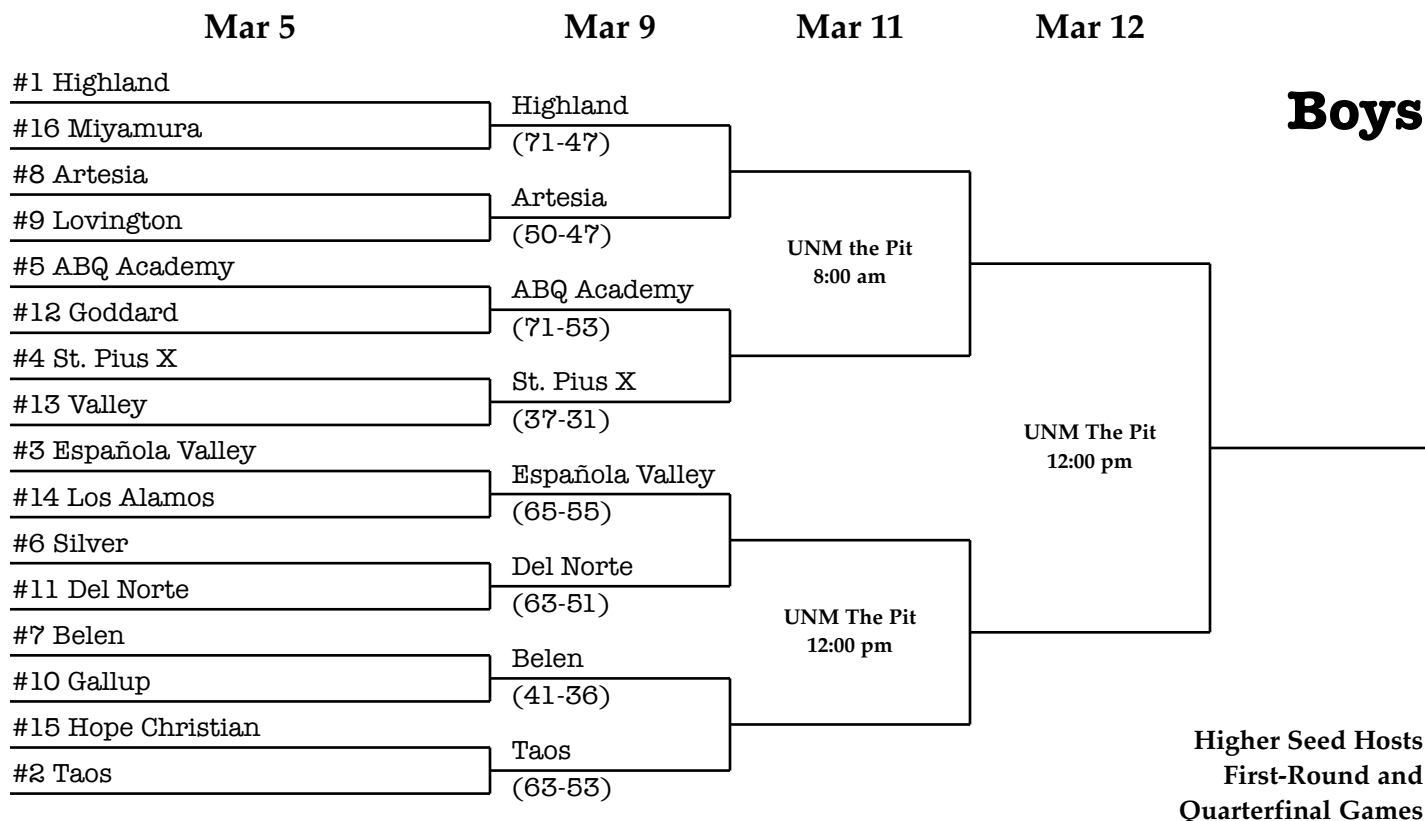 Mar 5
Mar 9
Mar 11
Mar 12
Boys
#1 Highland
#16 Miyamura
#8 Artesia
#9 Lovington
#5 ABQ Academy
#12 Goddard
#4 St. Pius X
#13 Valley
#3 Española Valley
#14 Los Alamos
#6 Silver
#11 Del Norte
#7 Belen
#10 Gallup
#15 Hope Christian
#2 Taos
Highland
(71-47)
Artesia
(50-47)
ABQ Academy
(71-53)
St. Pius X
(37-31)
Española Valley
(65-55)
Del Norte
(63-51)
Belen
(41-36)
Taos
(63-53)
UNM the Pit
8:00 am
UNM The Pit
12:00 pm
UNM The Pit
12:00 pm
Higher Seed Hosts
First-Round and
Quarterfinal Games